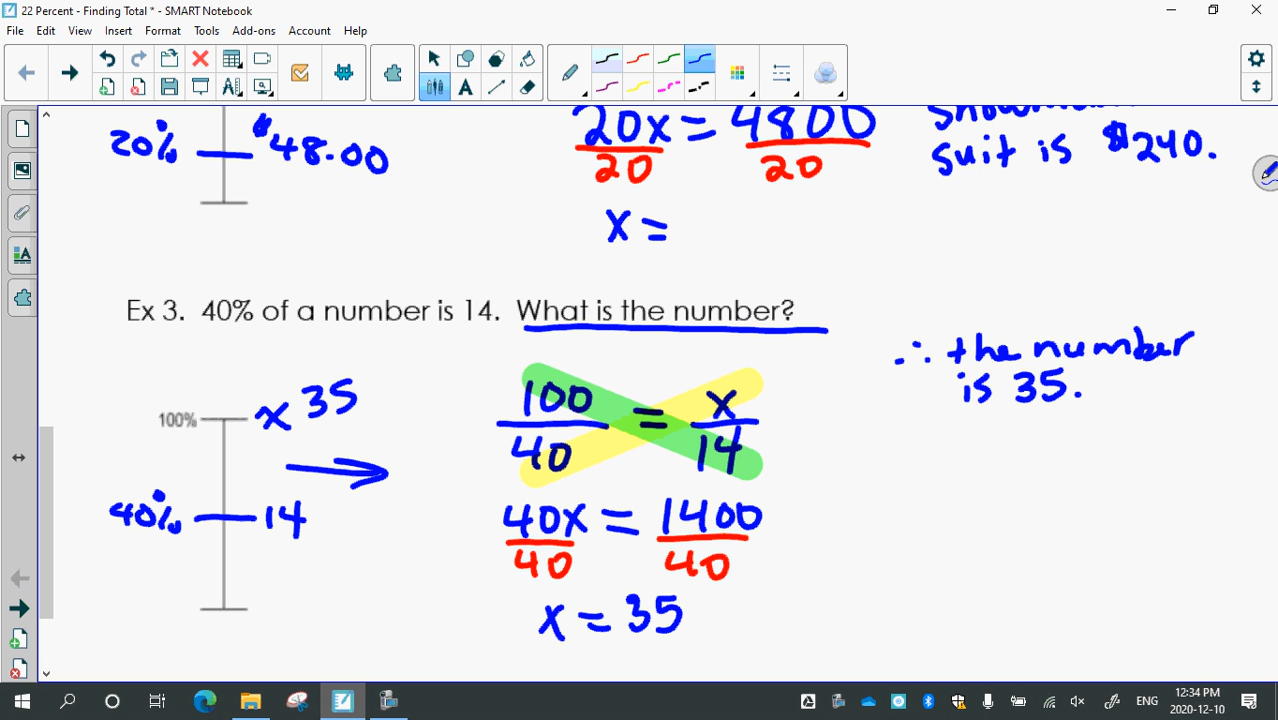 22 Percent - Finding Total * - SMART Notebook
File Edit View Insert Format Tools Add-ons Account Help
20% $48.00
20x = 4800
20 20
x =
suit is $240.
Ex 3. 40% of a number is 14. What is the number?
∴ the number
is 35.
100% x 35
40% 14
100 = x
40 14
40x = 1400
40 40
x = 35
ENG
12:34 PM
2020-12-10